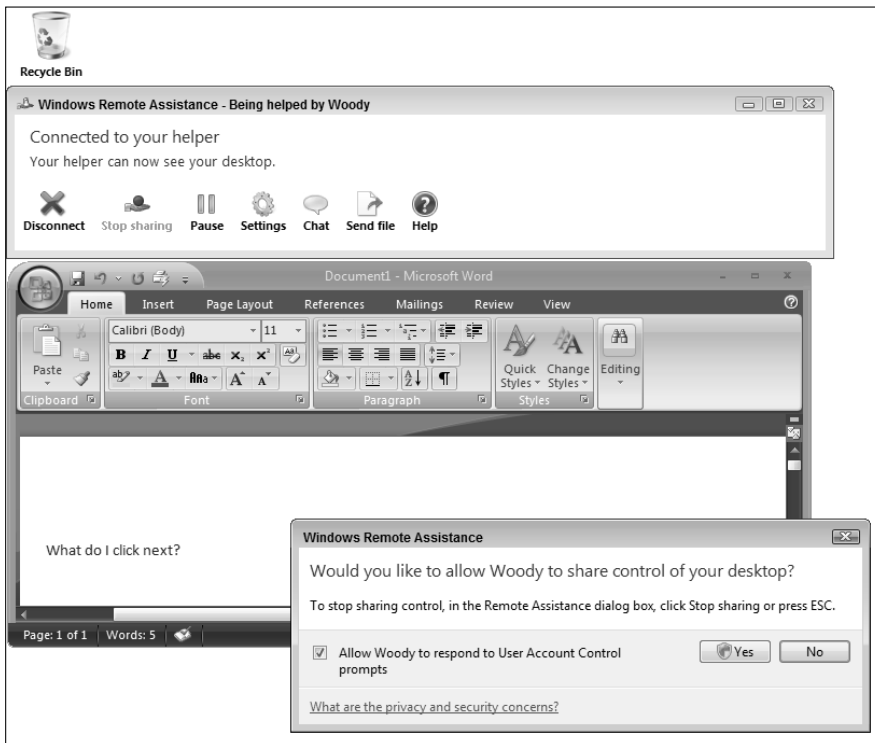 Recycle Bin
Windows Remote Assistance - Being helped by Woody
Connected to your helper
Your helper can now see your desktop.
Disconnect Stop sharing Pause Settings Chat Send file Help
Document1 - Microsoft Word
Home Insert Page Layout References Mailings Review View
Calibri (Body) 11
B I U abe x₂ x² Aa
Paste
ab A Aa A A
Quick Styles Change Styles Editing
Clipboard Font Paragraph Styles
What do I click next?
Page: 1 of 1 Words: 5
Windows Remote Assistance
Would you like to allow Woody to share control of your desktop?
To stop sharing control, in the Remote Assistance dialog box, click Stop sharing or press ESC.
Allow Woody to respond to User Account Control
prompts
Yes No
What are the privacy and security concerns?